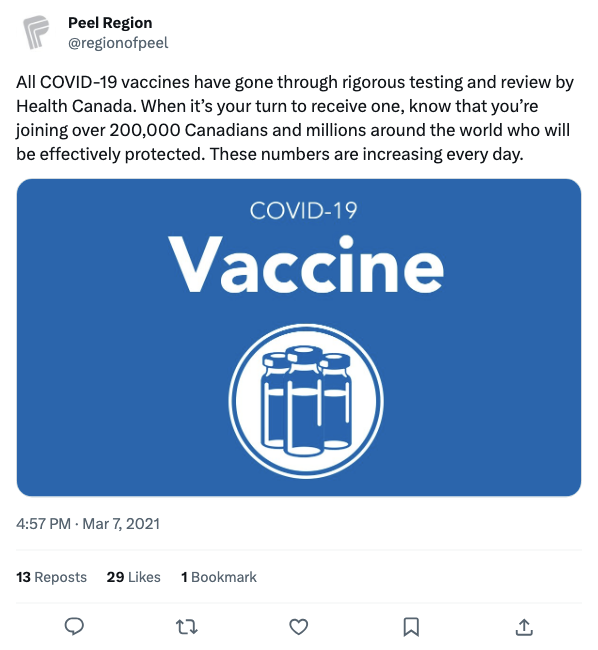 Peel Region
@regionofpeel
All COVID-19 vaccines have gone through rigorous testing and review by
Health Canada. When it’s your turn to receive one, know that you’re
joining over 200,000 Canadians and millions around the world who will
be effectively protected. These numbers are increasing every day.
COVID-19
Vaccine
4:57 PM · Mar 7, 2021
13 Reposts 29 Likes 1 Bookmark